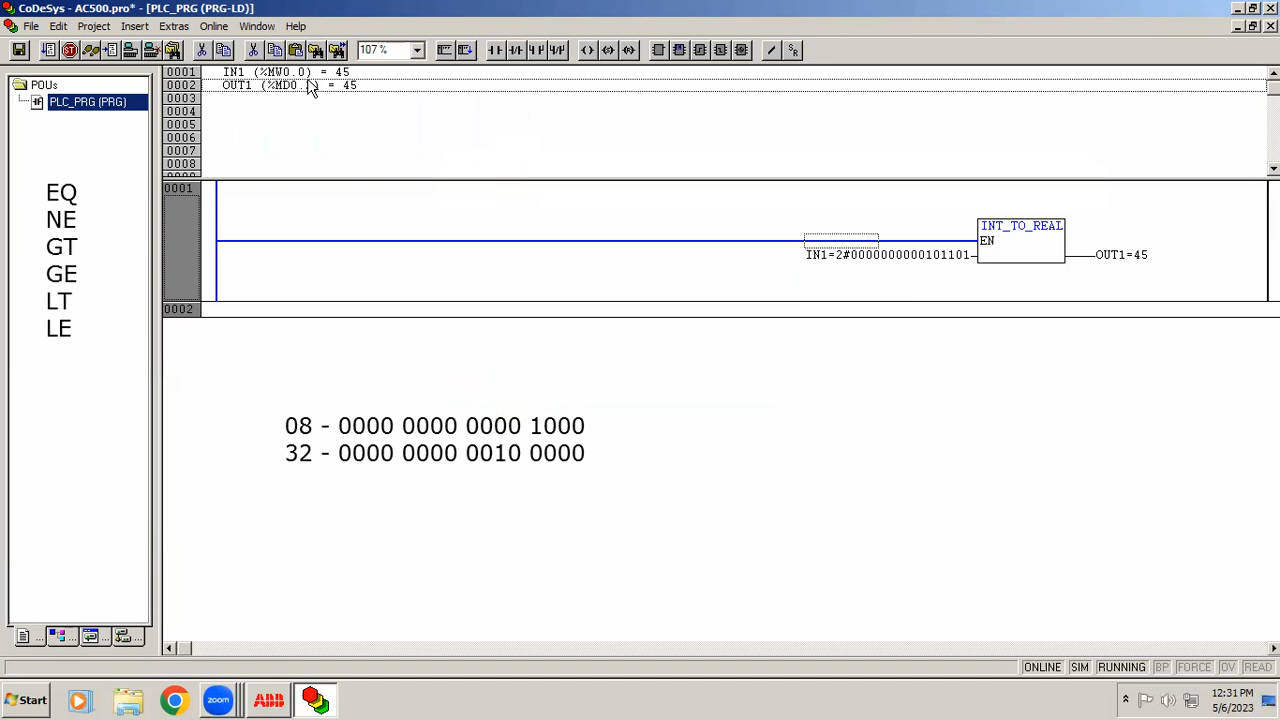 CoDeSys - AC500.pro* - [PLC_PRG (PRG-LD)]
File Edit Project Insert Extras Online Window Help
107 %
POUs
PLC_PRG (PRG)
EQ
NE
GT
GE
LT
LE
0001 IN1 (%MW0.0) = 45
0002 OUT1 (%MD0. = 45
0003
0004
0005
0006
0007
0008
0001
INT_TO_REAL
EN
IN1=2#0000000000101101
OUT1=45
0002
08 - 0000 0000 0000 1000
32 - 0000 0000 0010 0000
ONLINE SIM RUNNING BP FORCE OV READ
Start zoom ABB 12:31 PM
5/6/2023